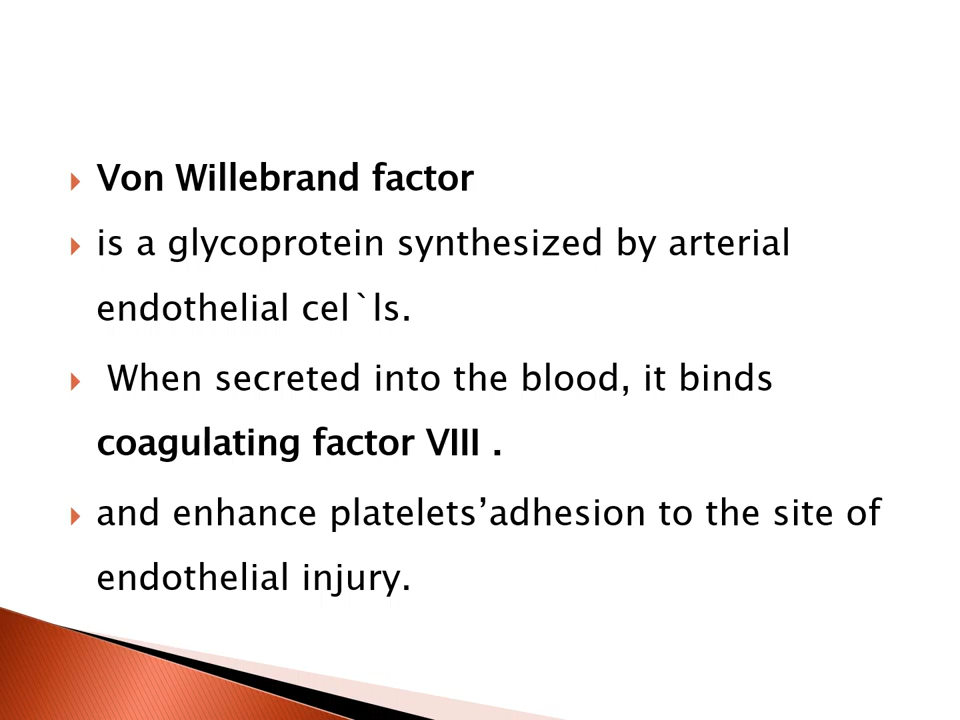 Von Willebrand factor
is a glycoprotein synthesized by arterial
endothelial cel`ls.
When secreted into the blood, it binds
coagulating factor VIII .
and enhance platelets’adhesion to the site of
endothelial injury.